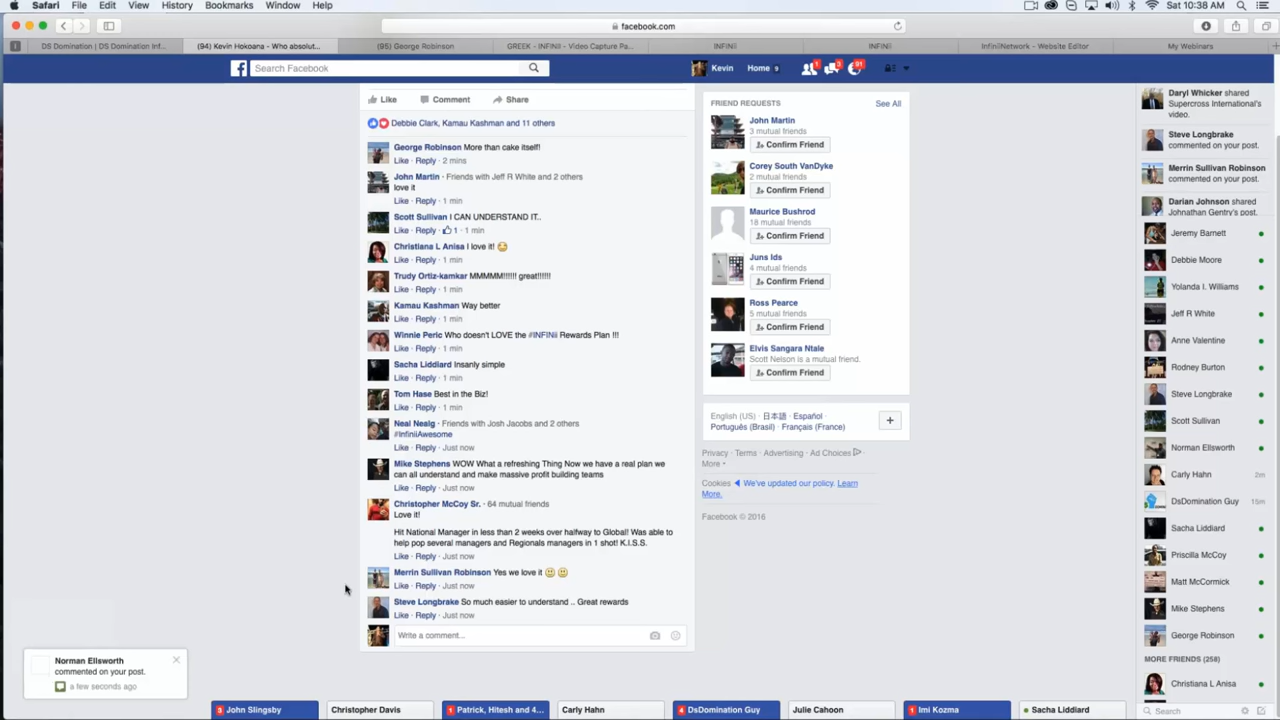 Safari File Edit View History Bookmarks Window Help
Sat 10:38 AM
facebook.com
DS Domination | DS Domination Inf...
(94) Kevin Hokoana - Who absolut...
(95) George Robinson
GREEK - INFINii - Video Capture Pa...
INFINii
INFINii
InfiniiNetwork - Website Editor
My Webinars
Search Facebook
Kevin
Home 9
1
3
91
Like Comment Share
Debbie Clark, Kamau Kashman and 11 others
George Robinson More than cake itself!
Like · Reply · 2 mins
John Martin · Friends with Jeff R White and 2 others
love it
Like · Reply · 1 min
Scott Sullivan I CAN UNDERSTAND IT..
Like · Reply · 1 · 1 min
Christiana L Anisa I love it!
Like · Reply · 1 min
Trudy Ortiz-kamkar MMMMM!!!!!! great!!!!!!
Like · Reply · 1 min
Kamau Kashman Way better
Like · Reply · 1 min
Winnie Peric Who doesn't LOVE the #INFINii Rewards Plan !!!
Like · Reply · 1 min
Sacha Liddiard Insanly simple
Like · Reply · 1 min
Tom Hase Best in the Biz!
Like · Reply · 1 min
Neal Nealg · Friends with Josh Jacobs and 2 others
#InfiniiAwesome
Like · Reply · Just now
Mike Stephens WOW What a refreshing Thing Now we have a real plan we
can all understand and make massive profit building teams
Like · Reply · Just now
Christopher McCoy Sr. · 64 mutual friends
Love it!
Hit National Manager in less than 2 weeks over halfway to Global! Was able to
help pop several managers and Regionals managers in 1 shot! K.I.S.S.
Like · Reply · Just now
Merrin Sullivan Robinson Yes we love it
Like · Reply · Just now
Steve Longbrake So much easier to understand .. Great rewards
Like · Reply · Just now
Write a comment...
FRIEND REQUESTS See All
John Martin
3 mutual friends
Confirm Friend
Corey South VanDyke
2 mutual friends
Confirm Friend
Maurice Bushrod
18 mutual friends
Confirm Friend
Juns Ids
4 mutual friends
Confirm Friend
Ross Pearce
5 mutual friends
Confirm Friend
Elvis Sangara Ntale
Scott Nelson is a mutual friend.
Confirm Friend
English (US) · 日本語 · Español ·
Português (Brasil) · Français (France)
Privacy · Terms · Advertising · Ad Choices ·
More
Cookies We've updated our policy. Learn
More.
Facebook © 2016
Daryl Whicker shared
Supercross International's
video.
Steve Longbrake
commented on your post.
Merrin Sullivan Robinson
commented on your post.
Darian Johnson shared
Johnathan Gentry's post.
Jeremy Barnett
Debbie Moore
Yolanda I. Williams
Jeff R White
Anne Valentine
Rodney Burton
Steve Longbrake
Scott Sullivan
Norman Ellsworth
Carly Hahn 2m
DsDomination Guy 15m
Sacha Liddiard
Priscilla McCoy
Matt McCormick
Mike Stephens
George Robinson
MORE FRIENDS (258)
Christiana L Anisa
Search
Norman Ellsworth
commented on your post.
a few seconds ago
3 John Slingsby
Christopher Davis
1 Patrick, Hitesh and 4...
Carly Hahn
4 DsDomination Guy
Julie Cahoon
1 Imi Kozma
Sacha Liddiard